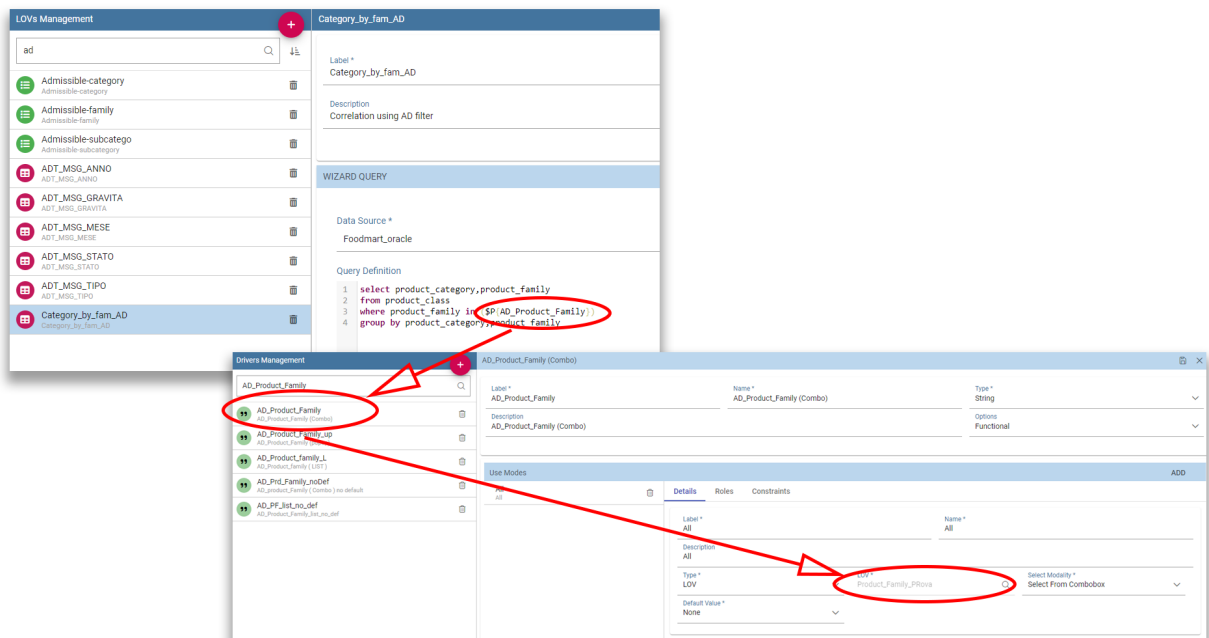 LOVs Management
+
Category_by_fam_AD
ad
Label *
Category_by_fam_AD
Description
Correlation using AD filter
Admissible-category
Admissible-category
Admissible-family
Admissible-family
Admissible-subcatego
Admissible-subcategory
ADT_MSG_ANNO
ADT_MSG_ANNO
ADT_MSG_GRAVITA
ADT_MSG_GRAVITA
ADT_MSG_MESE
ADT_MSG_MESE
ADT_MSG_STATO
ADT_MSG_STATO
ADT_MSG_TIPO
ADT_MSG_TIPO
Category_by_fam_AD
Category_by_fam_AD
WIZARD QUERY
Data Source *
Foodmart_oracle
Query Definition
1 select product_category,product_family
2 from product_class
3 where product_family in ($P{AD_Product_Family})
4 group by product_category,product_family
Drivers Management
+
AD_Product_Family (Combo)
AD_Product_Family
AD_Product_Family
AD_Product_Family (Combo)
AD_Product_Family_up
AD_Product_Family
AD_Product_family_L
AD_Product_family ( LIST )
AD_Prd_Family_noDef
AD_product_Family ( Combo ) no default
AD_PF_list_no_def
AD_Product_Family_list_no_def
Label *
AD_Product_Family
Name *
AD_Product_Family (Combo)
Type *
String
Description
AD_Product_Family (Combo)
Options
Functional
Use Modes
ADD
All
Details Roles Constraints
Label *
All
Name *
All
Description
All
Type *
LOV
LOV *
Product_Family_PRova
Select Modality *
Select From Combobox
Default Value *
None